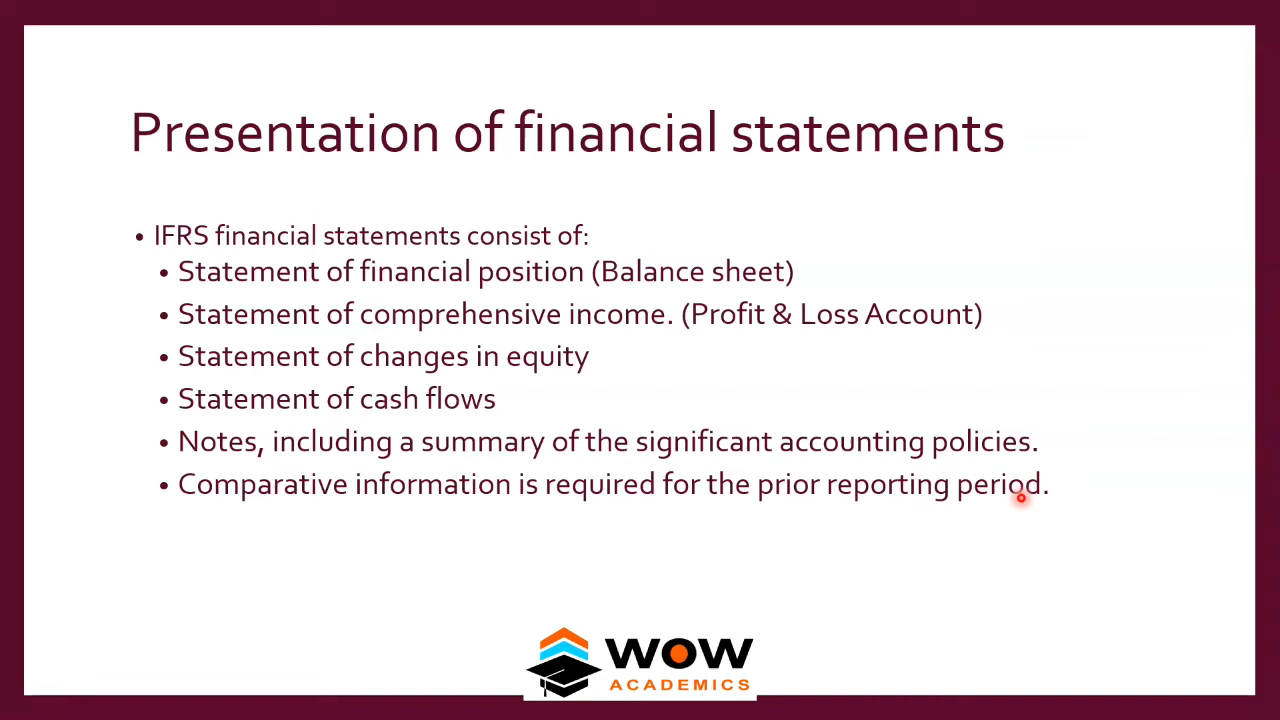 Presentation of financial statements
• IFRS financial statements consist of:
• Statement of financial position (Balance sheet)
• Statement of comprehensive income. (Profit & Loss Account)
• Statement of changes in equity
• Statement of cash flows
• Notes, including a summary of the significant accounting policies.
• Comparative information is required for the prior reporting period.
WOW
ACADEMICS